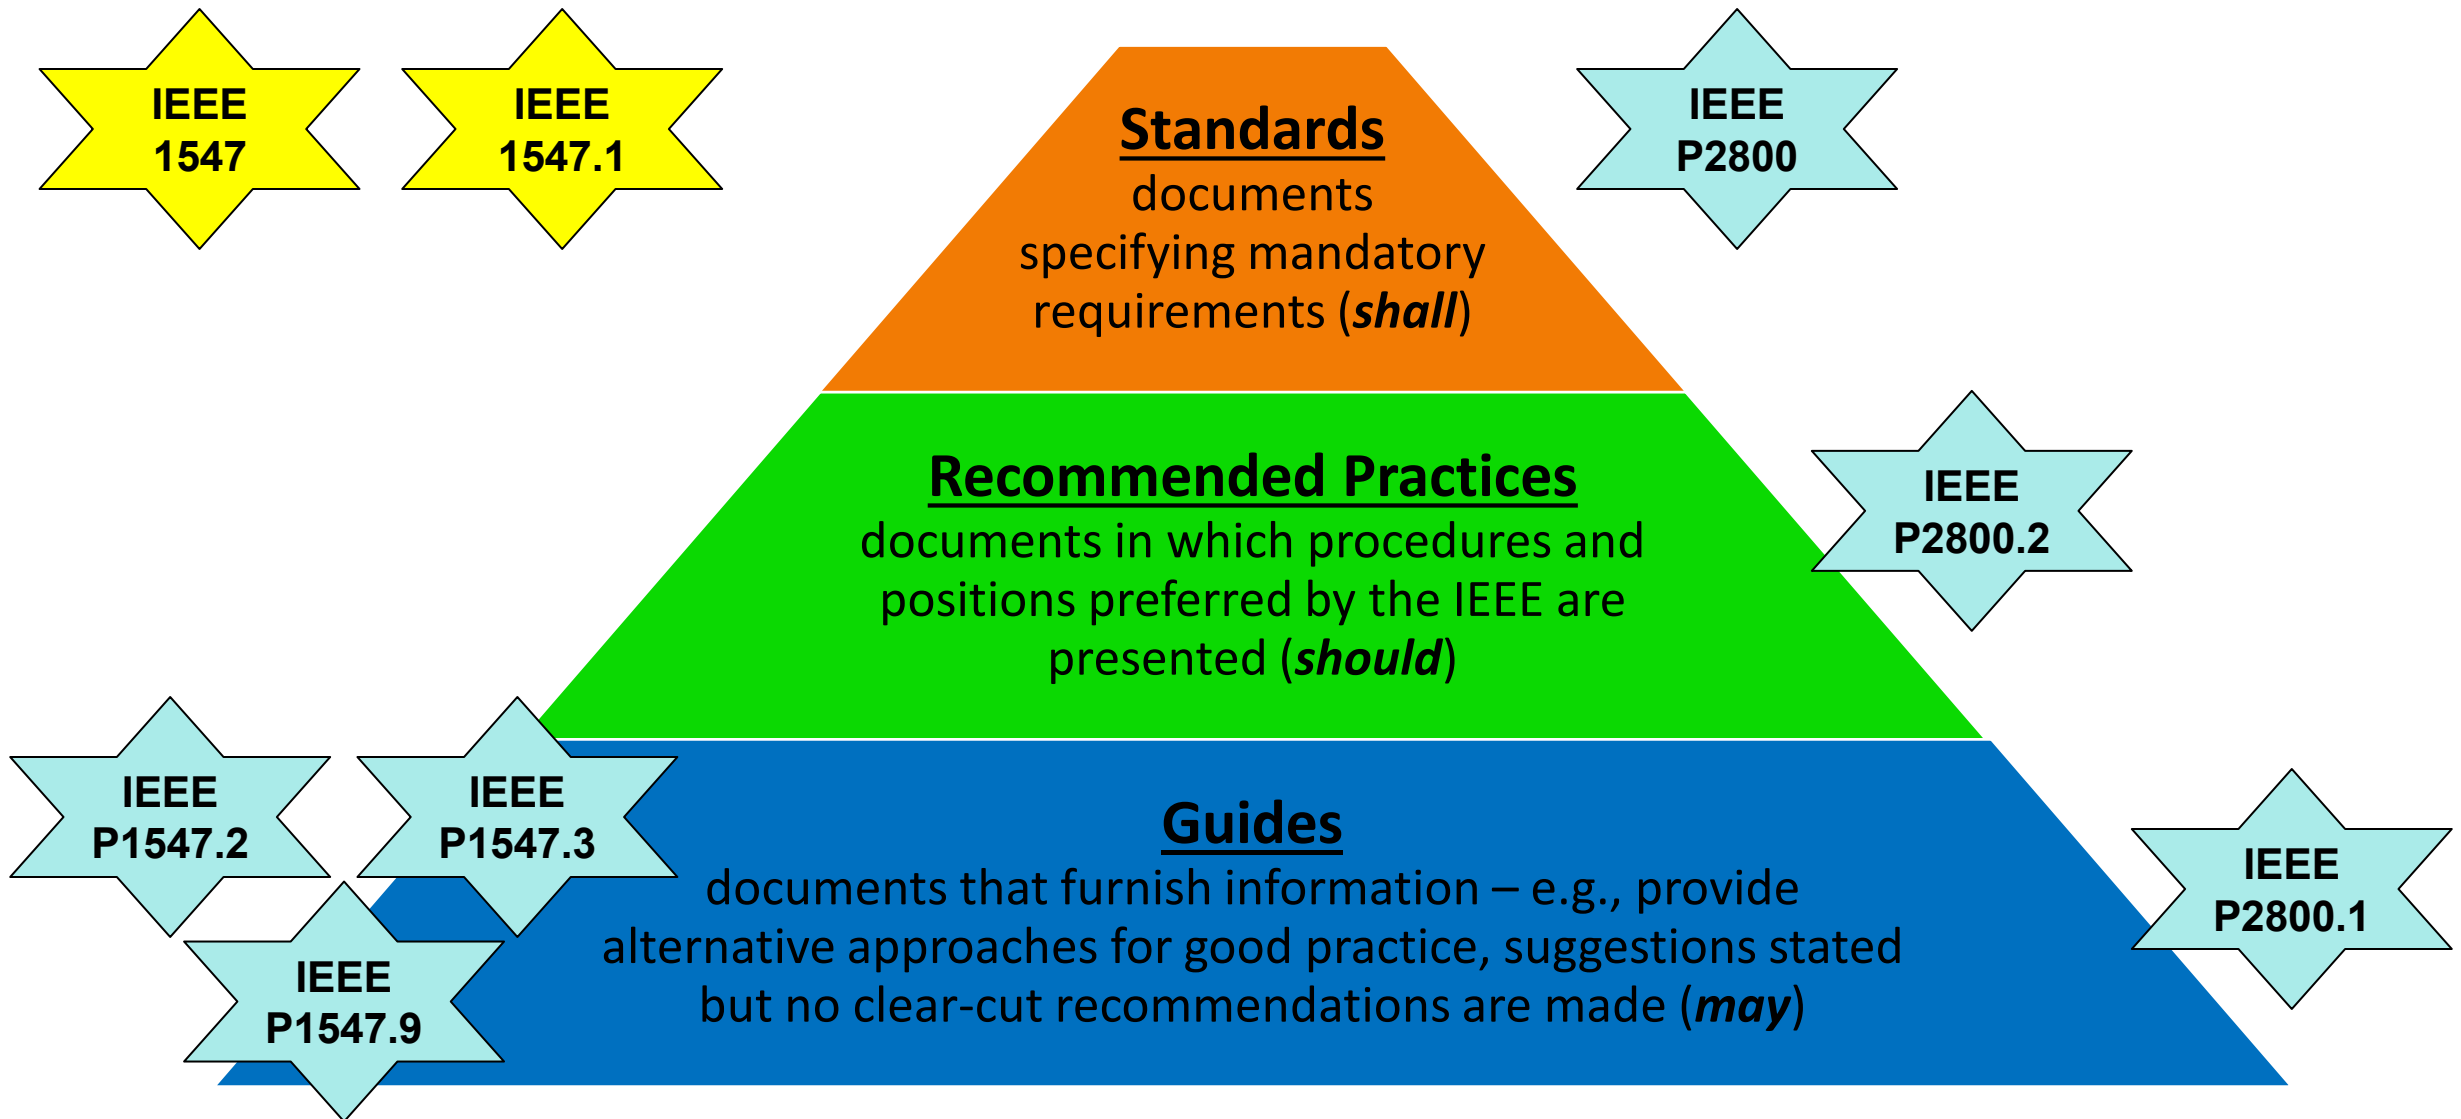 IEEE
1547
IEEE
1547.1
Standards
documents
specifying mandatory
requirements (shall)
IEEE
P2800
Recommended Practices
documents in which procedures and
positions preferred by the IEEE are
presented (should)
IEEE
P2800.2
IEEE
P1547.2
IEEE
P1547.3
IEEE
P1547.9
Guides
documents that furnish information – e.g., provide
alternative approaches for good practice, suggestions stated
but no clear-cut recommendations are made (may)
IEEE
P2800.1